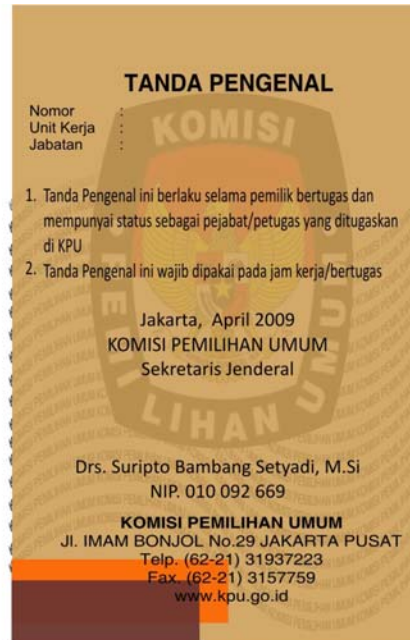 TANDA PENGENAL
Nomor :
Unit Kerja :
Jabatan :
KOMISI
PEMILIHAN UMUM
1. Tanda Pengenal ini berlaku selama pemilik bertugas dan
mempunyai status sebagai pejabat/petugas yang ditugaskan
di KPU
2. Tanda Pengenal ini wajib dipakai pada jam kerja/bertugas
Jakarta, April 2009
KOMISI PEMILIHAN UMUM
Sekretaris Jenderal
Drs. Suripto Bambang Setyadi, M.Si
NIP. 010 092 669
KOMISI PEMILIHAN UMUM
Jl. IMAM BONJOL No.29 JAKARTA PUSAT
Telp. (62-21) 31937223
Fax. (62-21) 3157759
www.kpu.go.id